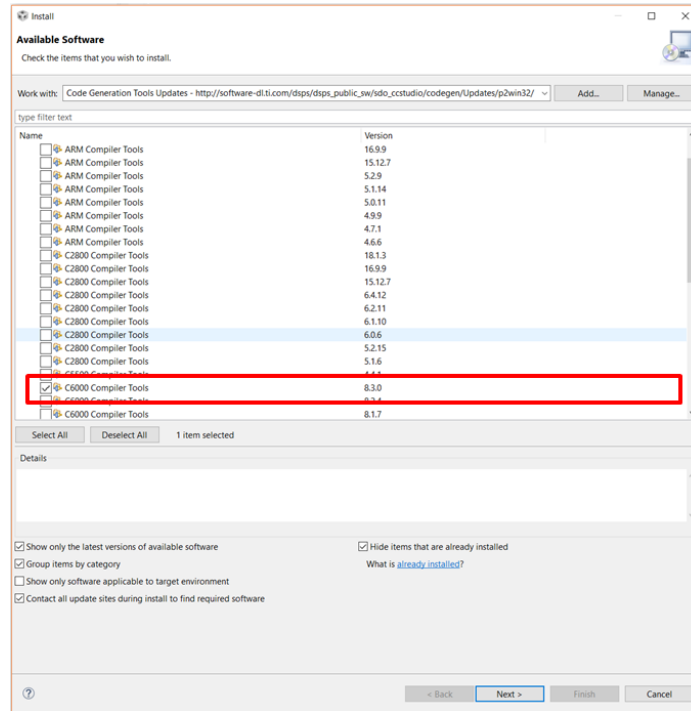 Install
Available Software
Check the items that you wish to install.
Work with: Code Generation Tools Updates - http://software-dl.ti.com/dsps/dsps_public_sw/sdo_ccstudio/codegen/Updates/p2win32/ Add... Manage...
type filter text
Name Version
ARM Compiler Tools 16.9.9
ARM Compiler Tools 15.12.7
ARM Compiler Tools 5.2.9
ARM Compiler Tools 5.1.14
ARM Compiler Tools 5.0.11
ARM Compiler Tools 4.9.9
ARM Compiler Tools 4.7.1
ARM Compiler Tools 4.6.6
C2800 Compiler Tools 18.1.3
C2800 Compiler Tools 16.9.9
C2800 Compiler Tools 15.12.7
C2800 Compiler Tools 6.4.12
C2800 Compiler Tools 6.2.11
C2800 Compiler Tools 6.1.10
C2800 Compiler Tools 6.0.6
C2800 Compiler Tools 5.2.15
C2800 Compiler Tools 5.1.6
Compiler Tools
C6000 Compiler Tools 8.3.0
Compiler Tools
C6000 Compiler Tools 8.1.7
Select All Deselect All 1 item selected
Details
Show only the latest versions of available software Hide items that are already installed
Group items by category What is already installed?
Show only software applicable to target environment
Contact all update sites during install to find required software
? < Back Next > Finish Cancel